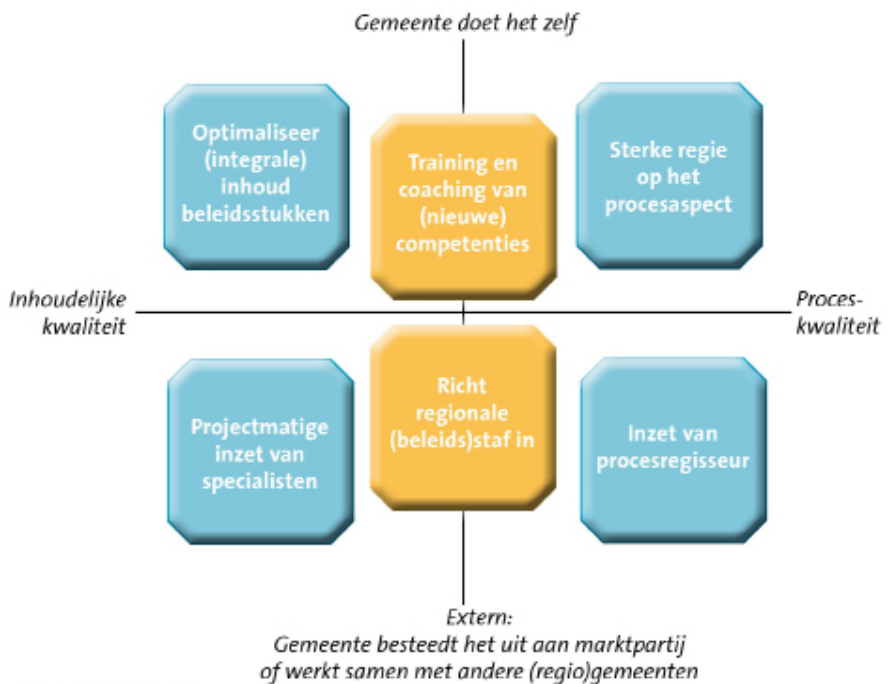 Gemeente doet het zelf
Optimaliseer
(integrale)
inhoud
beleidsstukken
Training en
coaching van
(nieuwe)
competenties
Sterke regie
op het
procesaspect
Inhoudelijke
kwaliteit
Proces-
kwaliteit
Projectmatige
inzet van
specialisten
Richt
regionale
(beleids)staf in
Inzet van
procesregisseur
Extern:
Gemeente besteedt het uit aan marktpartij
of werkt samen met andere (regio)gemeenten